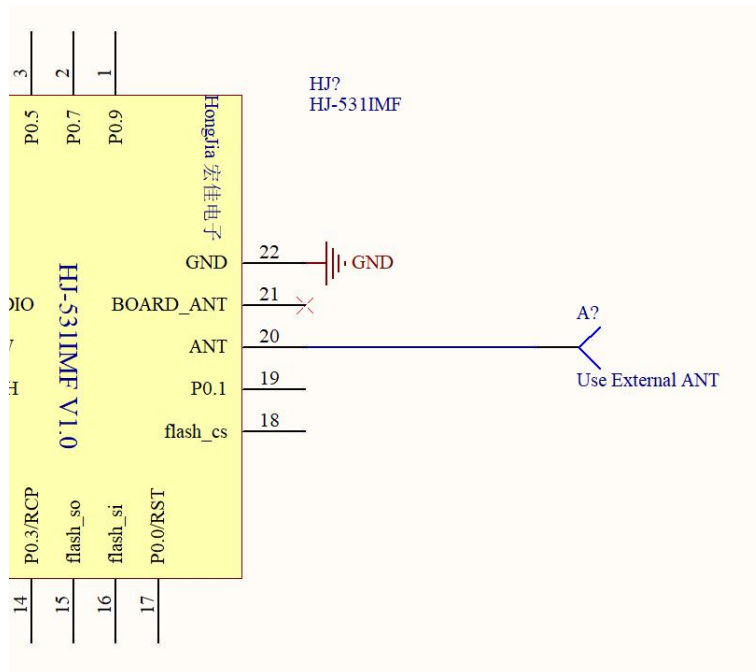 3
2
1
P0.5
P0.7
P0.9
HongJia 宏佳电子
HJ?
HJ-531IMF
HJ-531IMF V1.0
GND
22
GND
BOARD_ANT
21
ANT
20
A?
Use External ANT
P0.1
19
flash_cs
18
P0.3/RCP
flash_so
flash_si
P0.0/RST
14
15
16
17